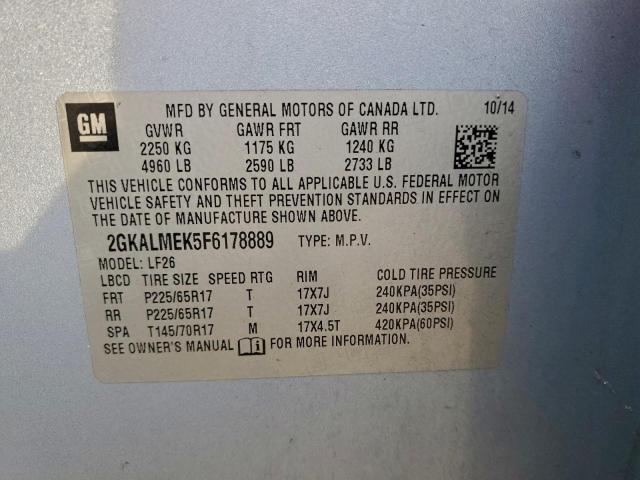 GM
MFD BY GENERAL MOTORS OF CANADA LTD. 10/14
GVWR GAWR FRT GAWR RR
2250 KG 1175 KG 1240 KG
4960 LB 2590 LB 2733 LB
THIS VEHICLE CONFORMS TO ALL APPLICABLE U.S. FEDERAL MOTOR
VEHICLE SAFETY AND THEFT PREVENTION STANDARDS IN EFFECT ON
THE DATE OF MANUFACTURE SHOWN ABOVE.
2GKALMEK5F6178889 TYPE: M.P.V.
MODEL: LF26
LBCD TIRE SIZE SPEED RTG RIM COLD TIRE PRESSURE
FRT P225/65R17 T 17X7J 240KPA(35PSI)
RR P225/65R17 T 17X7J 240KPA(35PSI)
SPA T145/70R17 M 17X4.5T 420KPA(60PSI)
SEE OWNER'S MANUAL FOR MORE INFORMATION.